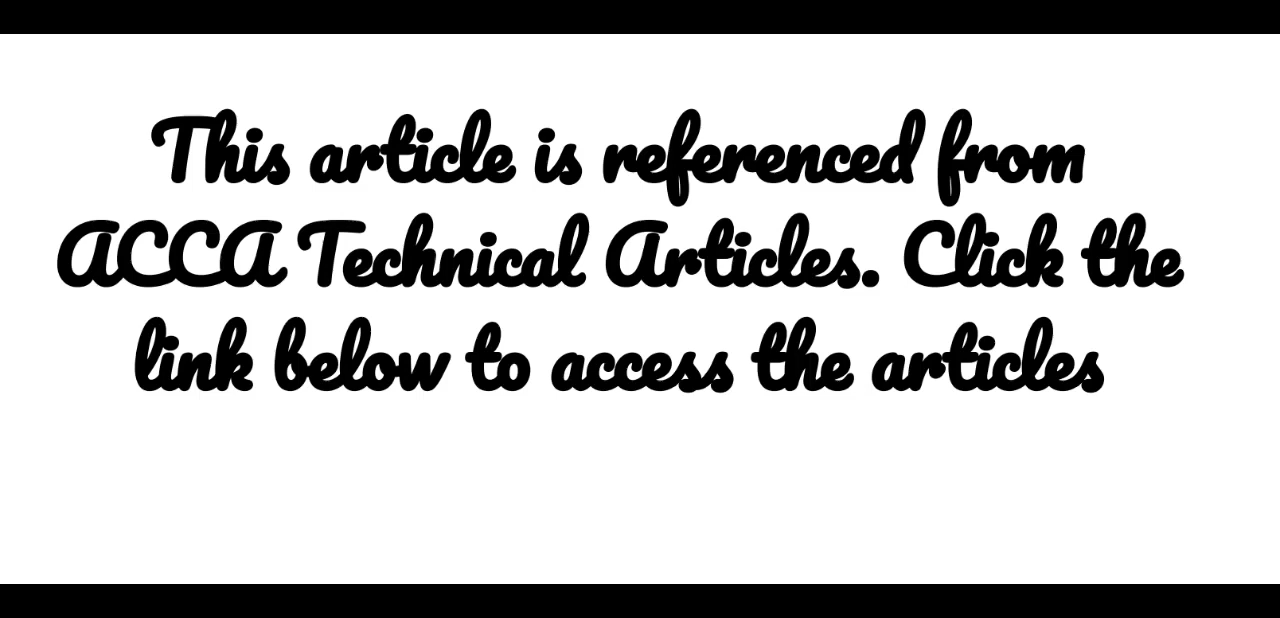 This article is referenced from
ACCA Technical Articles. Click the
link below to access the articles